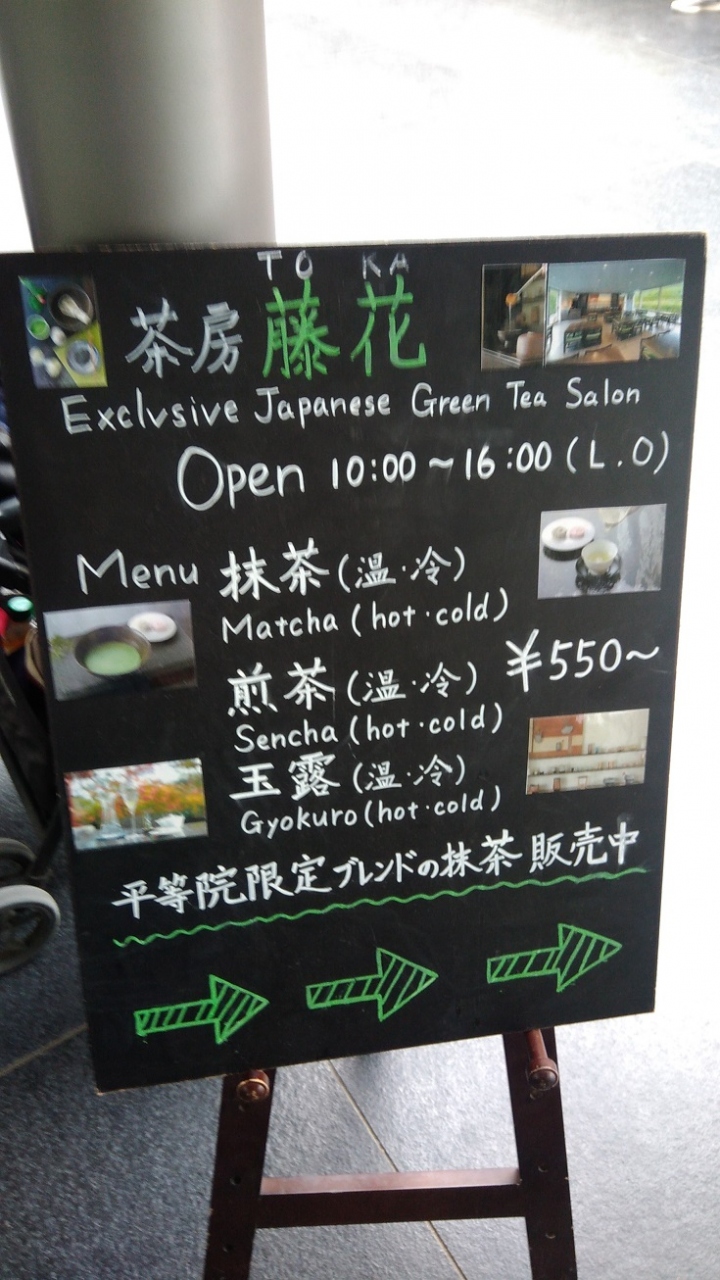 TO KA
茶房 藤花
Exclvsive Japanese Green Tea Salon
Open 10:00~16:00 (L.O)
Menu 抹茶(温・冷)
Matcha (hot・cold)
¥550~
煎茶(温・冷)
Sencha (hot・cold)
玉露(温・冷)
Gyokuro (hot・cold)
平等院限定ブレンドの抹茶 販売中